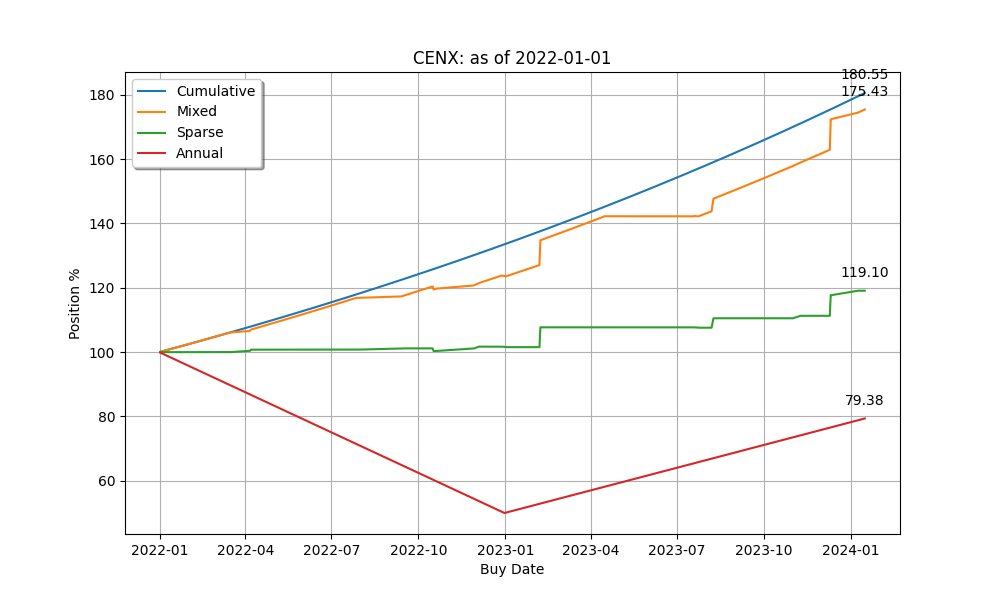 CENX: as of 2022-01-01
180.55
175.43
119.10
79.38
Cumulative
Mixed
Sparse
Annual
Position %
180
160
140
120
100
80
60
2022-01 2022-04 2022-07 2022-10 2023-01 2023-04 2023-07 2023-10 2024-01
Buy Date